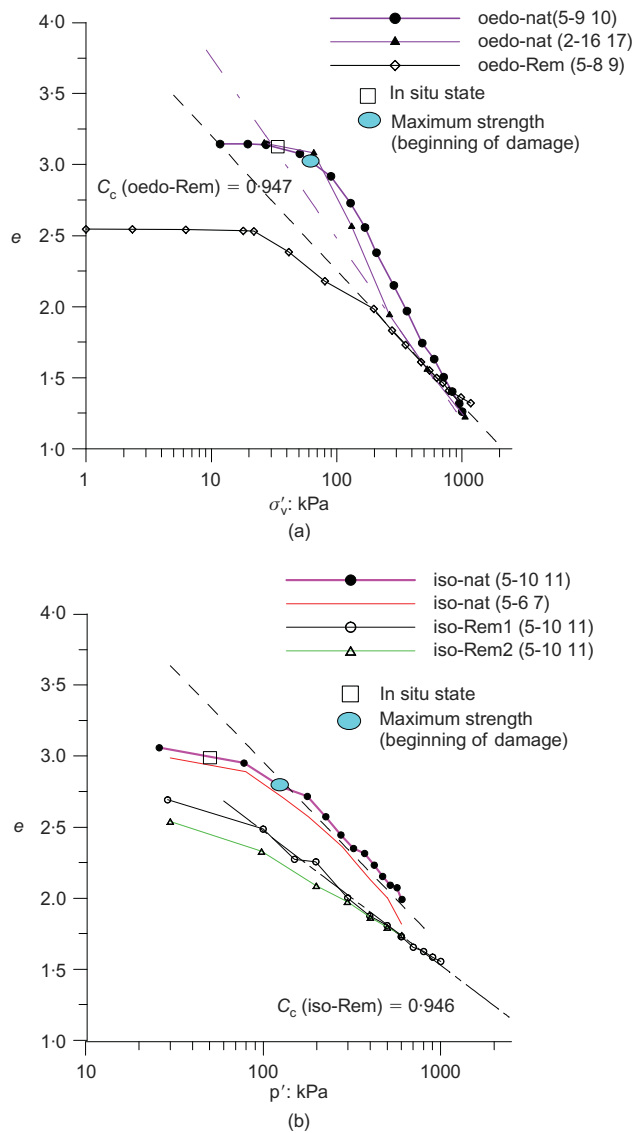 oedo-nat(5-9 10)
oedo-nat (2-16 17)
oedo-Rem (5-8 9)
In situ state
Maximum strength
(beginning of damage)
4·0
3·5
3·0
2·5
2·0
1·5
1·0
e
Cc (oedo-Rem) = 0·947
1
10
100
1000
σ′v: kPa
(a)
iso-nat (5-10 11)
iso-nat (5-6 7)
iso-Rem1 (5-10 11)
iso-Rem2 (5-10 11)
In situ state
Maximum strength
(beginning of damage)
4·0
3·5
3·0
2·5
2·0
1·5
1·0
e
Cc (iso-Rem) = 0·946
10
100
1000
p′: kPa
(b)